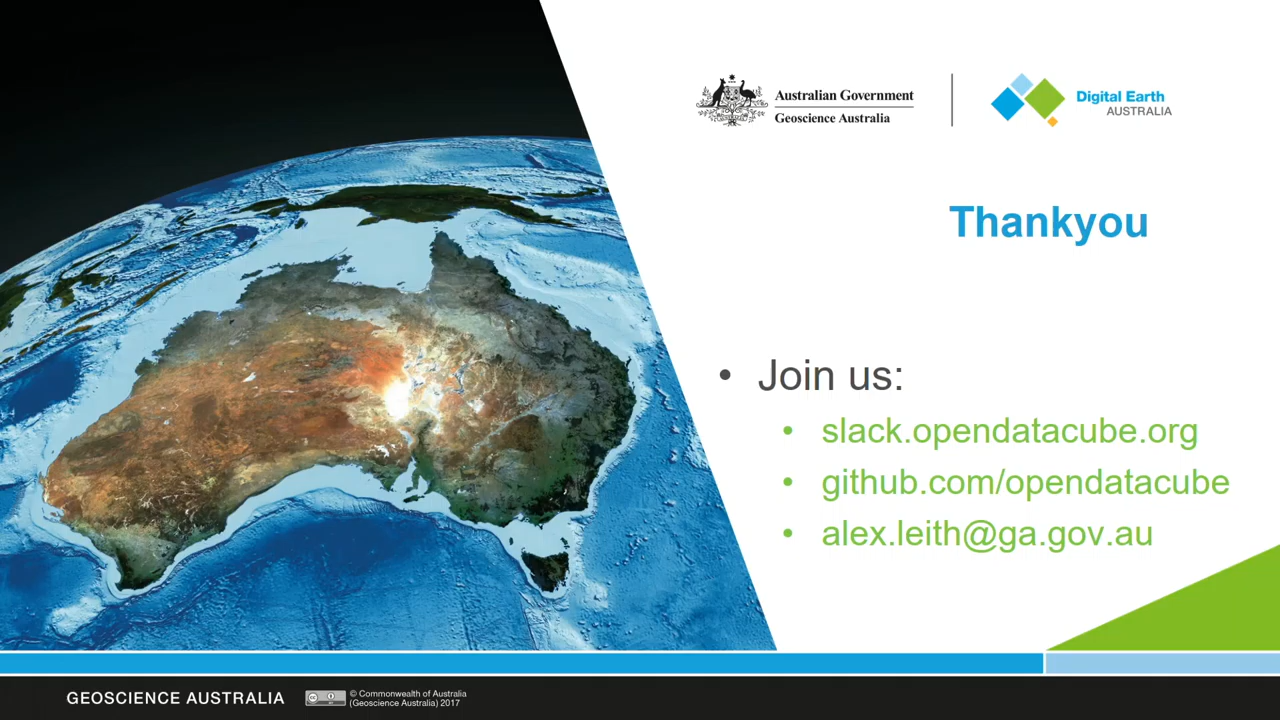 Australian Government
Geoscience Australia
Digital Earth
AUSTRALIA
Thankyou
• Join us:
• slack.opendatacube.org
• github.com/opendatacube
• alex.leith@ga.gov.au
GEOSCIENCE AUSTRALIA
© Commonwealth of Australia
(Geoscience Australia) 2017